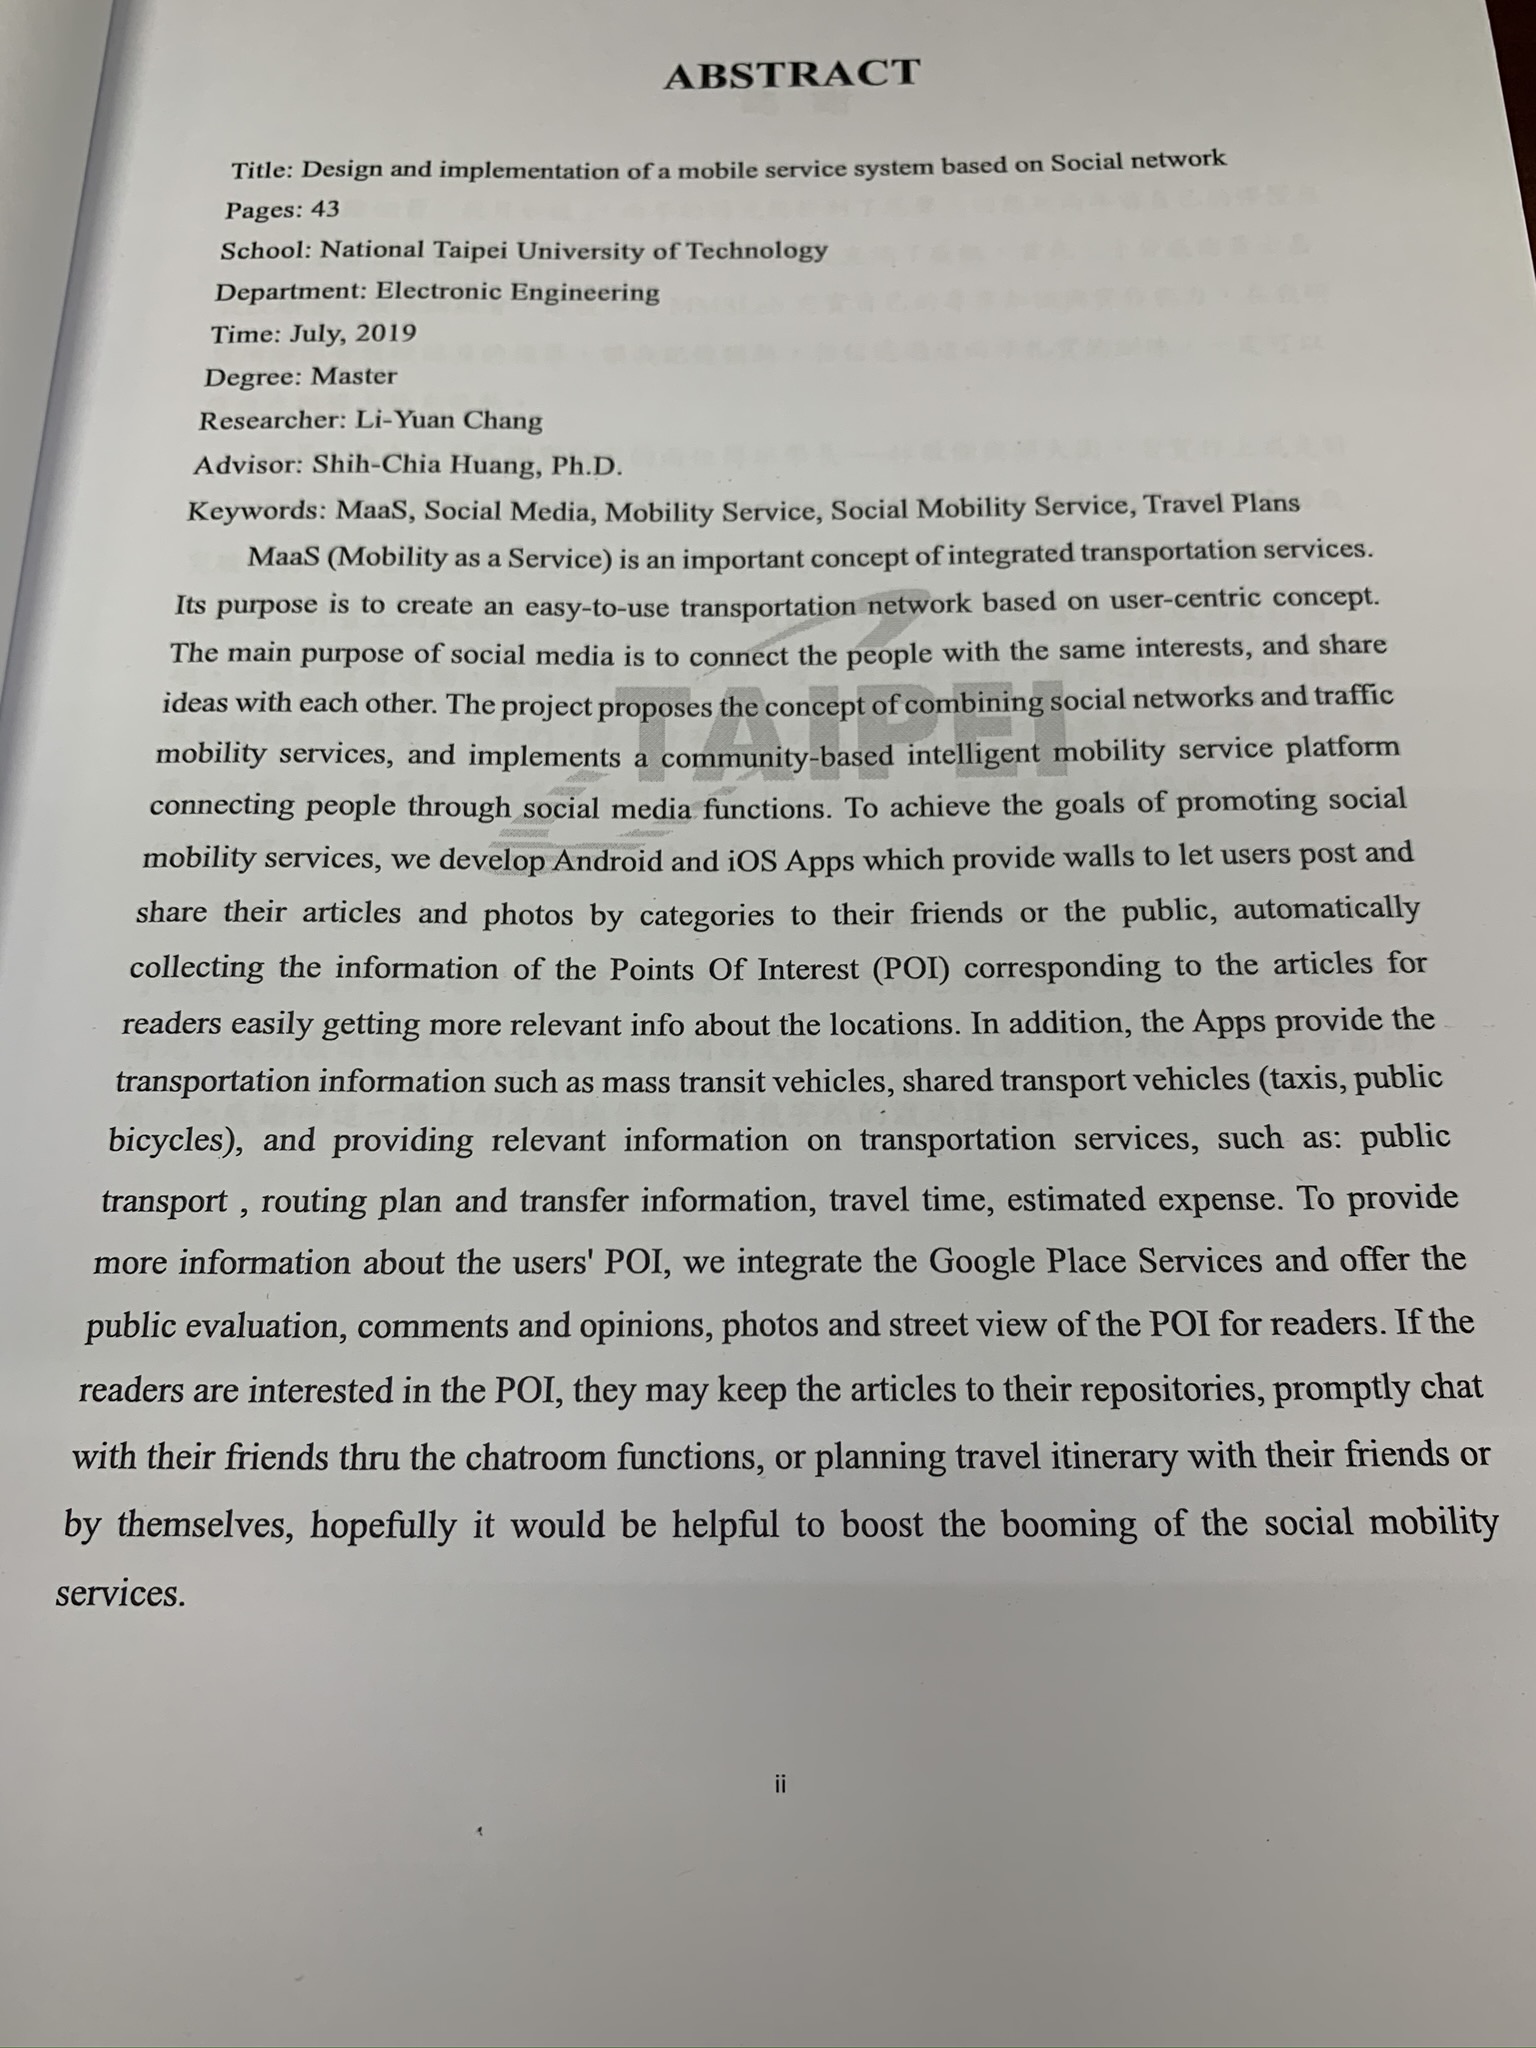 ABSTRACT
Title: Design and implementation of a mobile service system based on Social network
Pages: 43
School: National Taipei University of Technology
Department: Electronic Engineering
Time: July, 2019
Degree: Master
Researcher: Li-Yuan Chang
Advisor: Shih-Chia Huang, Ph.D.
Keywords: MaaS, Social Media, Mobility Service, Social Mobility Service, Travel Plans
MaaS (Mobility as a Service) is an important concept of integrated transportation services.
Its purpose is to create an easy-to-use transportation network based on user-centric concept.
The main purpose of social media is to connect the people with the same interests, and share
ideas with each other. The project proposes the concept of combining social networks and traffic
mobility services, and implements a community-based intelligent mobility service platform
connecting people through social media functions. To achieve the goals of promoting social
mobility services, we develop Android and iOS Apps which provide walls to let users post and
share their articles and photos by categories to their friends or the public, automatically
collecting the information of the Points Of Interest (POI) corresponding to the articles for
readers easily getting more relevant info about the locations. In addition, the Apps provide the
transportation information such as mass transit vehicles, shared transport vehicles (taxis, public
bicycles), and providing relevant information on transportation services, such as: public
transport , routing plan and transfer information, travel time, estimated expense. To provide
more information about the users' POI, we integrate the Google Place Services and offer the
public evaluation, comments and opinions, photos and street view of the POI for readers. If the
readers are interested in the POI, they may keep the articles to their repositories, promptly chat
with their friends thru the chatroom functions, or planning travel itinerary with their friends or
by themselves, hopefully it would be helpful to boost the booming of the social mobility
services.
TAIPEI
ii